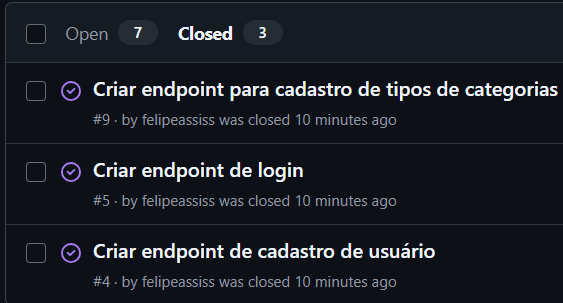 Open 7 Closed 3
Criar endpoint para cadastro de tipos de categorias
#9 · by felipeassiss was closed 10 minutes ago
Criar endpoint de login
#5 · by felipeassiss was closed 10 minutes ago
Criar endpoint de cadastro de usuário
#4 · by felipeassiss was closed 10 minutes ago